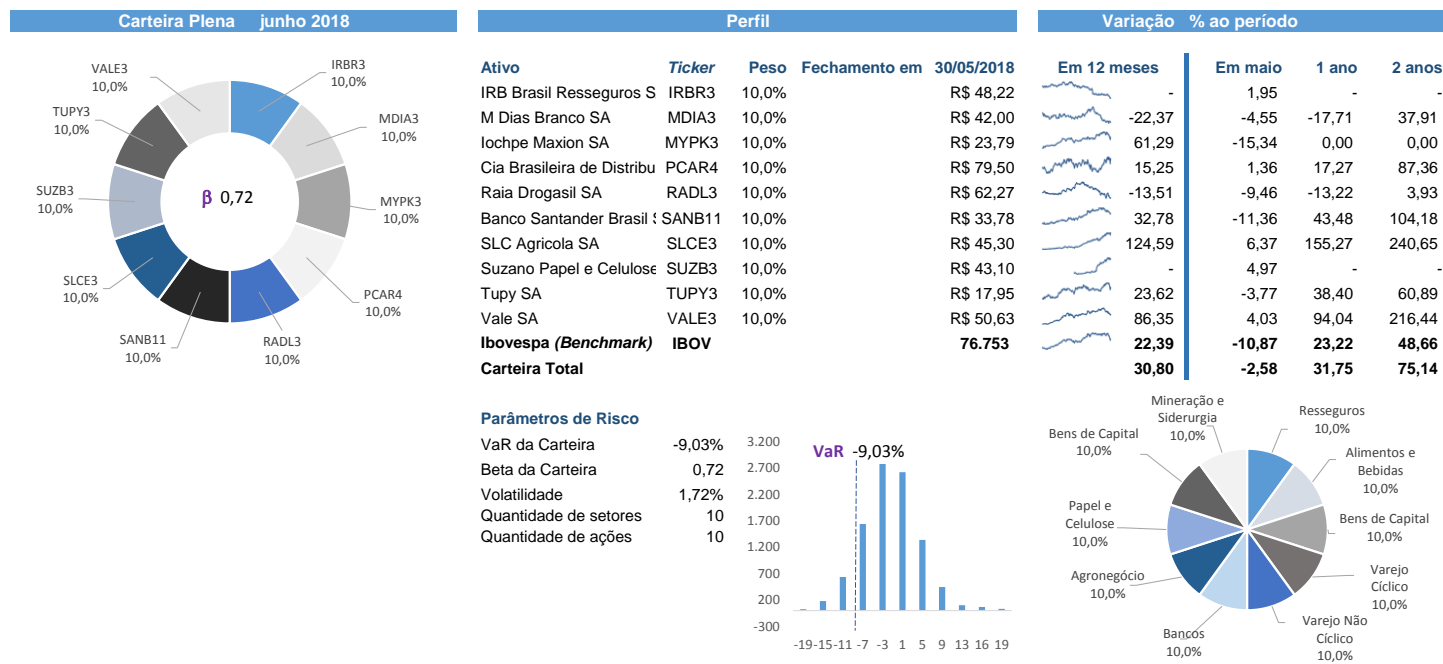 Carteira Plena junho 2018
VALE3
10,0%
IRBR3
10,0%
TUPY3
10,0%
MDIA3
10,0%
SUZB3
10,0%
β 0,72
MYPK3
10,0%
SLCE3
10,0%
PCAR4
10,0%
SANB11
10,0%
RADL3
10,0%
Perfil
Ativo Ticker Peso Fechamento em 30/05/2018
IRB Brasil Resseguros S IRBR3 10,0% R$ 48,22
M Dias Branco SA MDIA3 10,0% R$ 42,00
Iochpe Maxion SA MYPK3 10,0% R$ 23,79
Cia Brasileira de Distribu PCAR4 10,0% R$ 79,50
Raia Drogasil SA RADL3 10,0% R$ 62,27
Banco Santander Brasil S SANB11 10,0% R$ 33,78
SLC Agricola SA SLCE3 10,0% R$ 45,30
Suzano Papel e Celulose SUZB3 10,0% R$ 43,10
Tupy SA TUPY3 10,0% R$ 17,95
Vale SA VALE3 10,0% R$ 50,63
Ibovespa (Benchmark) IBOV 76.753
Carteira Total
Variação % ao período
Em 12 meses Em maio 1 ano 2 anos
- 1,95 - -
-22,37 -4,55 -17,71 37,91
61,29 -15,34 0,00 0,00
15,25 1,36 17,27 87,36
-13,51 -9,46 -13,22 3,93
32,78 -11,36 43,48 104,18
124,59 6,37 155,27 240,65
- 4,97 - -
23,62 -3,77 38,40 60,89
86,35 4,03 94,04 216,44
22,39 -10,87 23,22 48,66
30,80 -2,58 31,75 75,14
Parâmetros de Risco
VaR da Carteira -9,03%
Beta da Carteira 0,72
Volatilidade 1,72%
Quantidade de setores 10
Quantidade de ações 10
VaR -9,03%
3.200
2.700
2.200
1.700
1.200
700
200
-300
-19 -15 -11 -7 -3 1 5 9 13 16 19
Mineração e
Siderurgia
10,0%
Resseguros
10,0%
Bens de Capital
10,0%
Alimentos e
Bebidas
10,0%
Papel e
Celulose
10,0%
Bens de Capital
10,0%
Agronegócio
10,0%
Varejo
Cíclico
10,0%
Bancos
10,0%
Varejo Não
Cíclico
10,0%